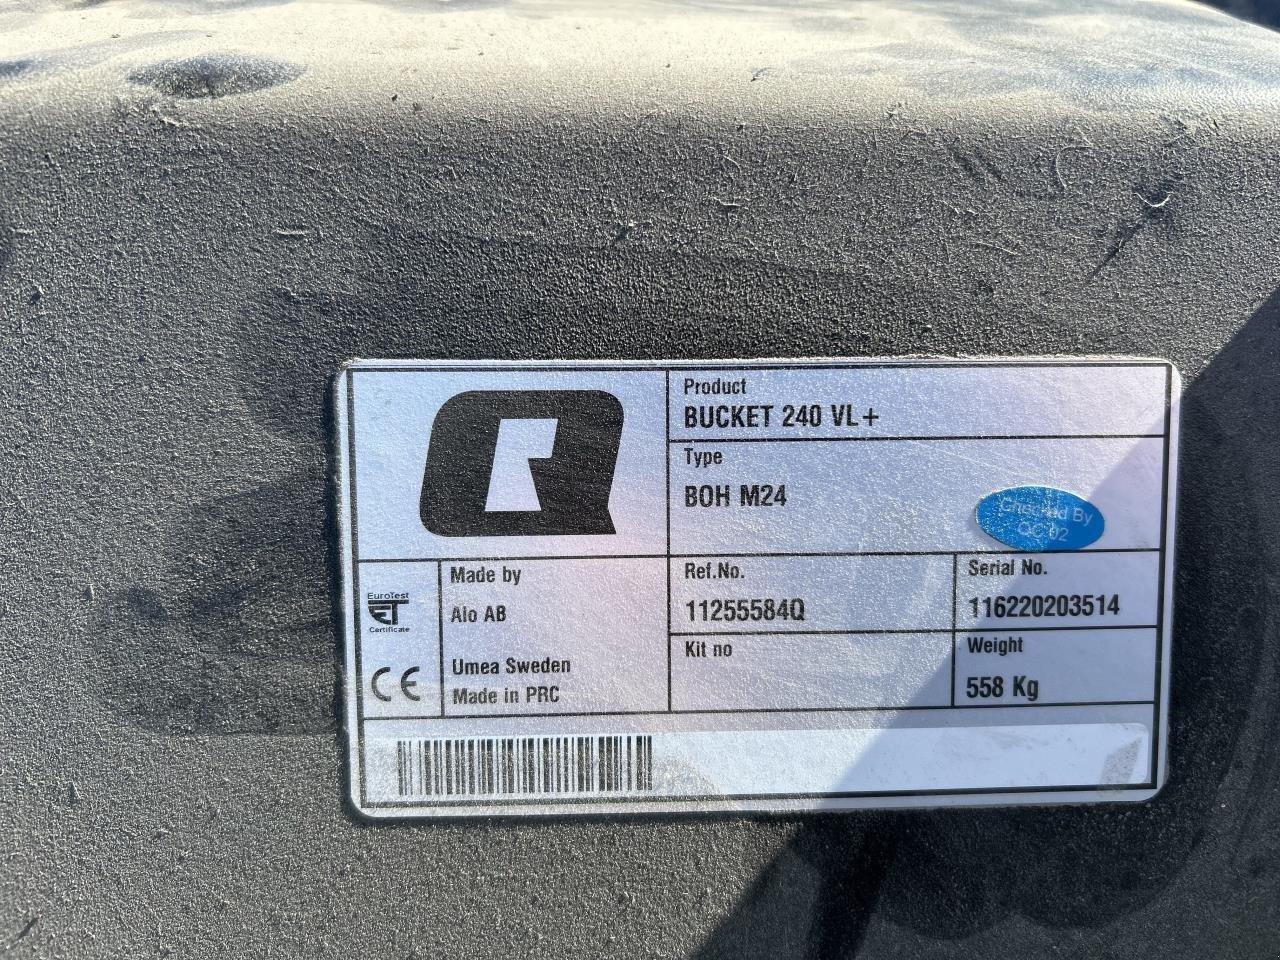 Product
BUCKET 240 VL+
Type
BOH M24
Checked By
QC 02
EuroTest
ET
Certificate
CE
Made by
Alo AB
Umea Sweden
Made in PRC
Ref.No.
11255584Q
Serial No.
116220203514
Kit no
Weight
558 Kg